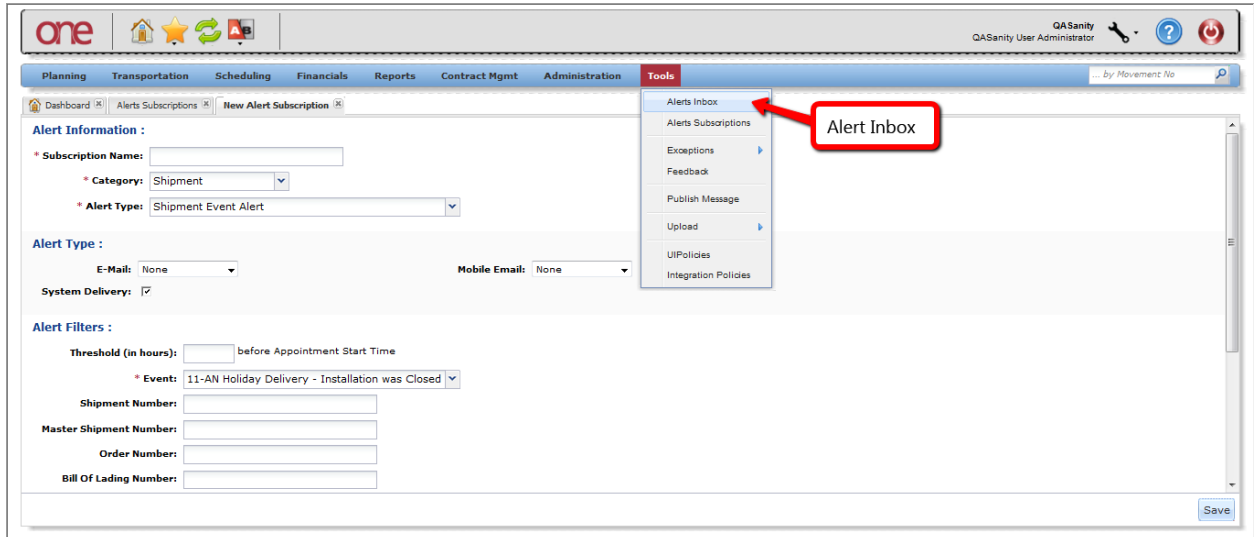 one
AB
QASanity
QASanity User Administrator
?
Planning Transportation Scheduling Financials Reports Contract Mgmt Administration Tools
... by Movement No
Dashboard Alerts Subscriptions New Alert Subscription
Alerts Inbox
Alerts Subscriptions
Exceptions
Feedback
Publish Message
Upload
UIPolicies
Integration Policies
Alert Inbox
Alert Information :
* Subscription Name:
* Category: Shipment
* Alert Type: Shipment Event Alert
Alert Type :
E-Mail: None Mobile Email: None
System Delivery:
Alert Filters :
Threshold (in hours): before Appointment Start Time
* Event: 11-AN Holiday Delivery - Installation was Closed
Shipment Number:
Master Shipment Number:
Order Number:
Bill Of Lading Number:
Save